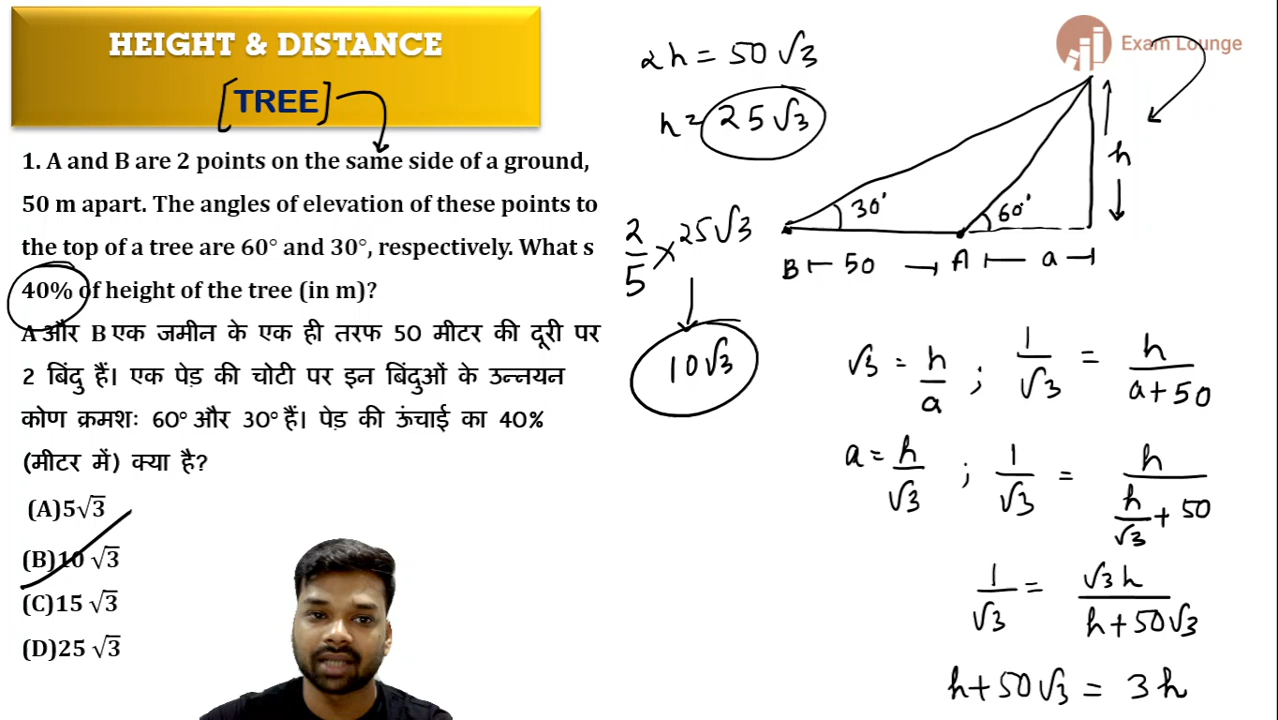 HEIGHT & DISTANCE
[TREE]
1. A and B are 2 points on the same side of a ground,
50 m apart. The angles of elevation of these points to
the top of a tree are 60° and 30°, respectively. What s
40% of height of the tree (in m)?
A और B एक जमीन के एक ही तरफ 50 मीटर की दूरी पर
2 बिंदु हैं। एक पेड़ की चोटी पर इन बिंदुओं के उन्नयन
कोण क्रमशः 60° और 30° हैं। पेड़ की ऊंचाई का 40%
(मीटर में) क्या है?
(A)5√3
(B)10 √3
(C)15 √3
(D)25 √3
2h = 50√3
h = 25√3
2/5 × 25√3
10√3
Exam Lounge
h
30°
60°
B 50 A a
√3 = h/a ; 1/√3 = h/(a+50)
a = h/√3 ; 1/√3 = h/(h/√3 + 50)
1/√3 = √3h/(h+50√3)
h+50√3 = 3h